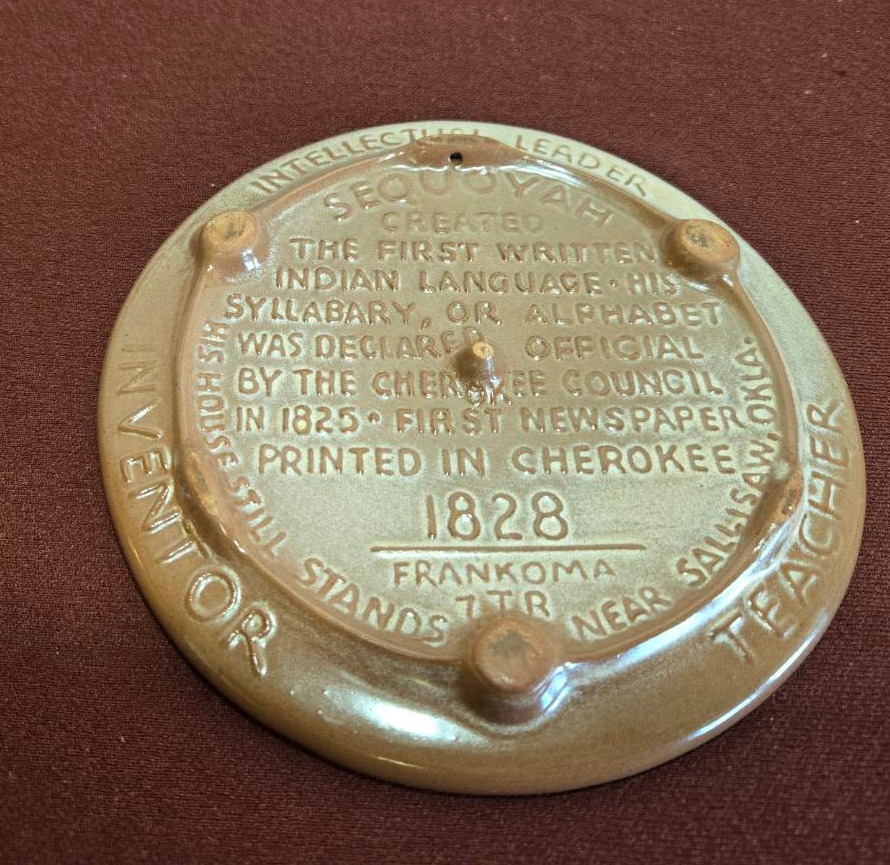 INTELLECTUAL LEADER
SEQUOYAH
CREATED
THE FIRST WRITTEN
INDIAN LANGUAGE • HIS
SYLLABARY, OR ALPHABET
WAS DECLARED OFFICIAL
BY THE CHEROKEE COUNCIL
IN 1825 • FIRST NEWSPAPER
PRINTED IN CHEROKEE
1828
FRANKOMA
7TR
HIS HOUSE STILL STANDS NEAR SALLISAW, OKLA.
INVENTOR
TEACHER